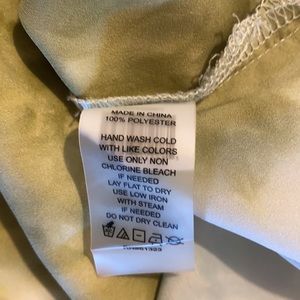 MADE IN CHINA
100% POLYESTER
HAND WASH COLD
WITH LIKE COLORS
USE ONLY NON
CHLORINE BLEACH
IF NEEDED
LAY FLAT TO DRY
USE LOW IRON
WITH STEAM
IF NEEDED
DO NOT DRY CLEAN